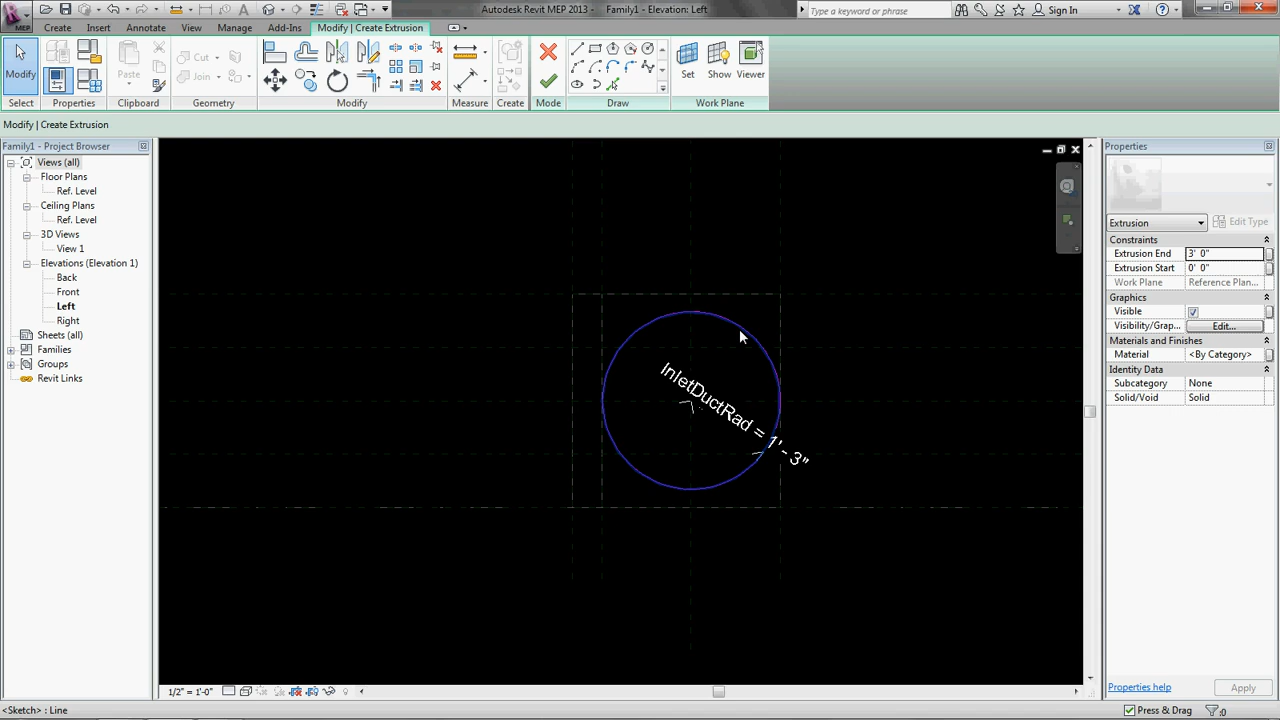 Autodesk Revit MEP 2013 - Family1 - Elevation: Left
Type a keyword or phrase
Sign In
MEP
Create Insert Annotate View Manage Add-Ins Modify | Create Extrusion
Modify
Paste
Cut
Join
Set Show Viewer
Select Properties Clipboard Geometry Modify Measure Create Mode Draw Work Plane
Modify | Create Extrusion
Family1 - Project Browser
Views (all)
Floor Plans
Ref. Level
Ceiling Plans
Ref. Level
3D Views
View 1
Elevations (Elevation 1)
Back
Front
Left
Right
Sheets (all)
Families
Groups
Revit Links
InletDuctRad = 1' - 3"
Properties
Extrusion
Edit Type
Constraints
Extrusion End 3' 0"
Extrusion Start 0' 0"
Work Plane Reference Plan...
Graphics
Visible
Visibility/Grap... Edit...
Materials and Finishes
Material <By Category>
Identity Data
Subcategory None
Solid/Void Solid
Properties help
Apply
1/2" = 1'-0"
<Sketch> : Line
Press & Drag
:0